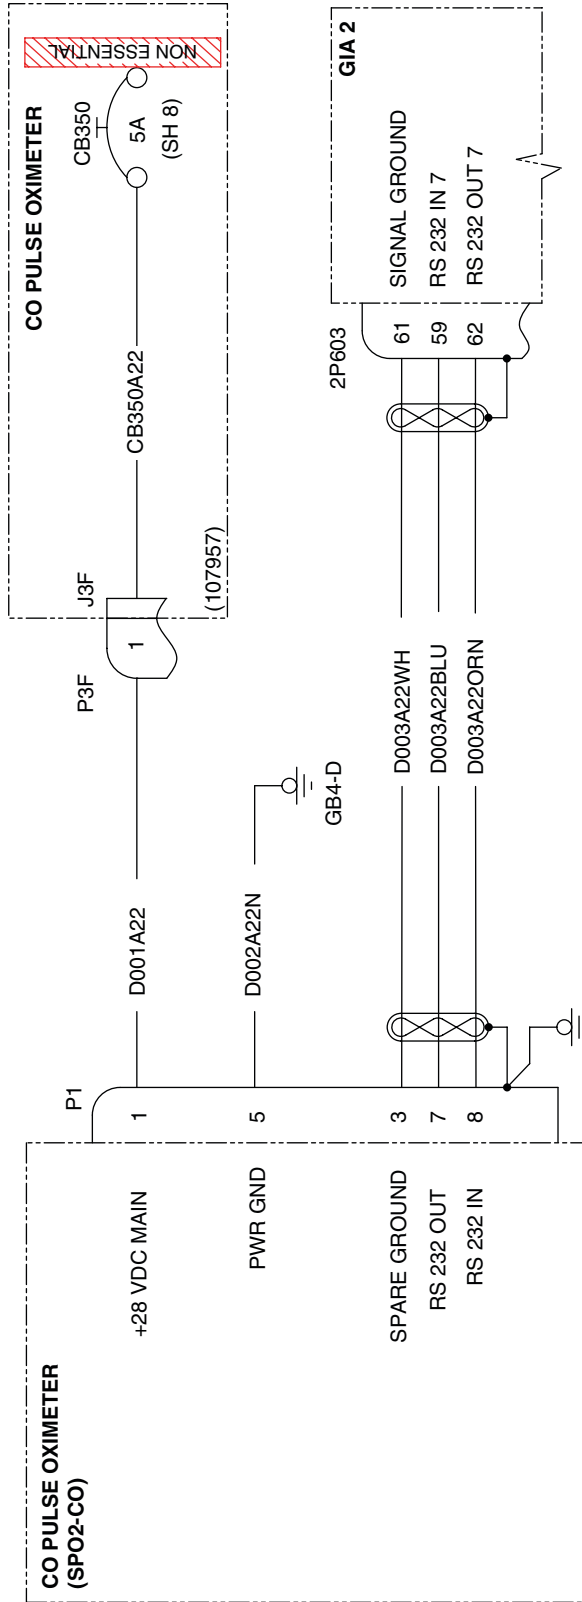 CO PULSE OXIMETER
(SPO2-CO)
+28 VDC MAIN
PWR GND
SPARE GROUND
RS 232 OUT
RS 232 IN
P1
1
5
3
7
8
D001A22
D002A22N
GB4-D
D003A22WH
D003A22BLU
D003A22ORN
P3F
1
J3F
(107957)
CO PULSE OXIMETER
CB350A22
CB350
5A
(SH 8)
NON ESSENTIAL
2P603
61
59
62
GIA 2
SIGNAL GROUND
RS 232 IN 7
RS 232 OUT 7